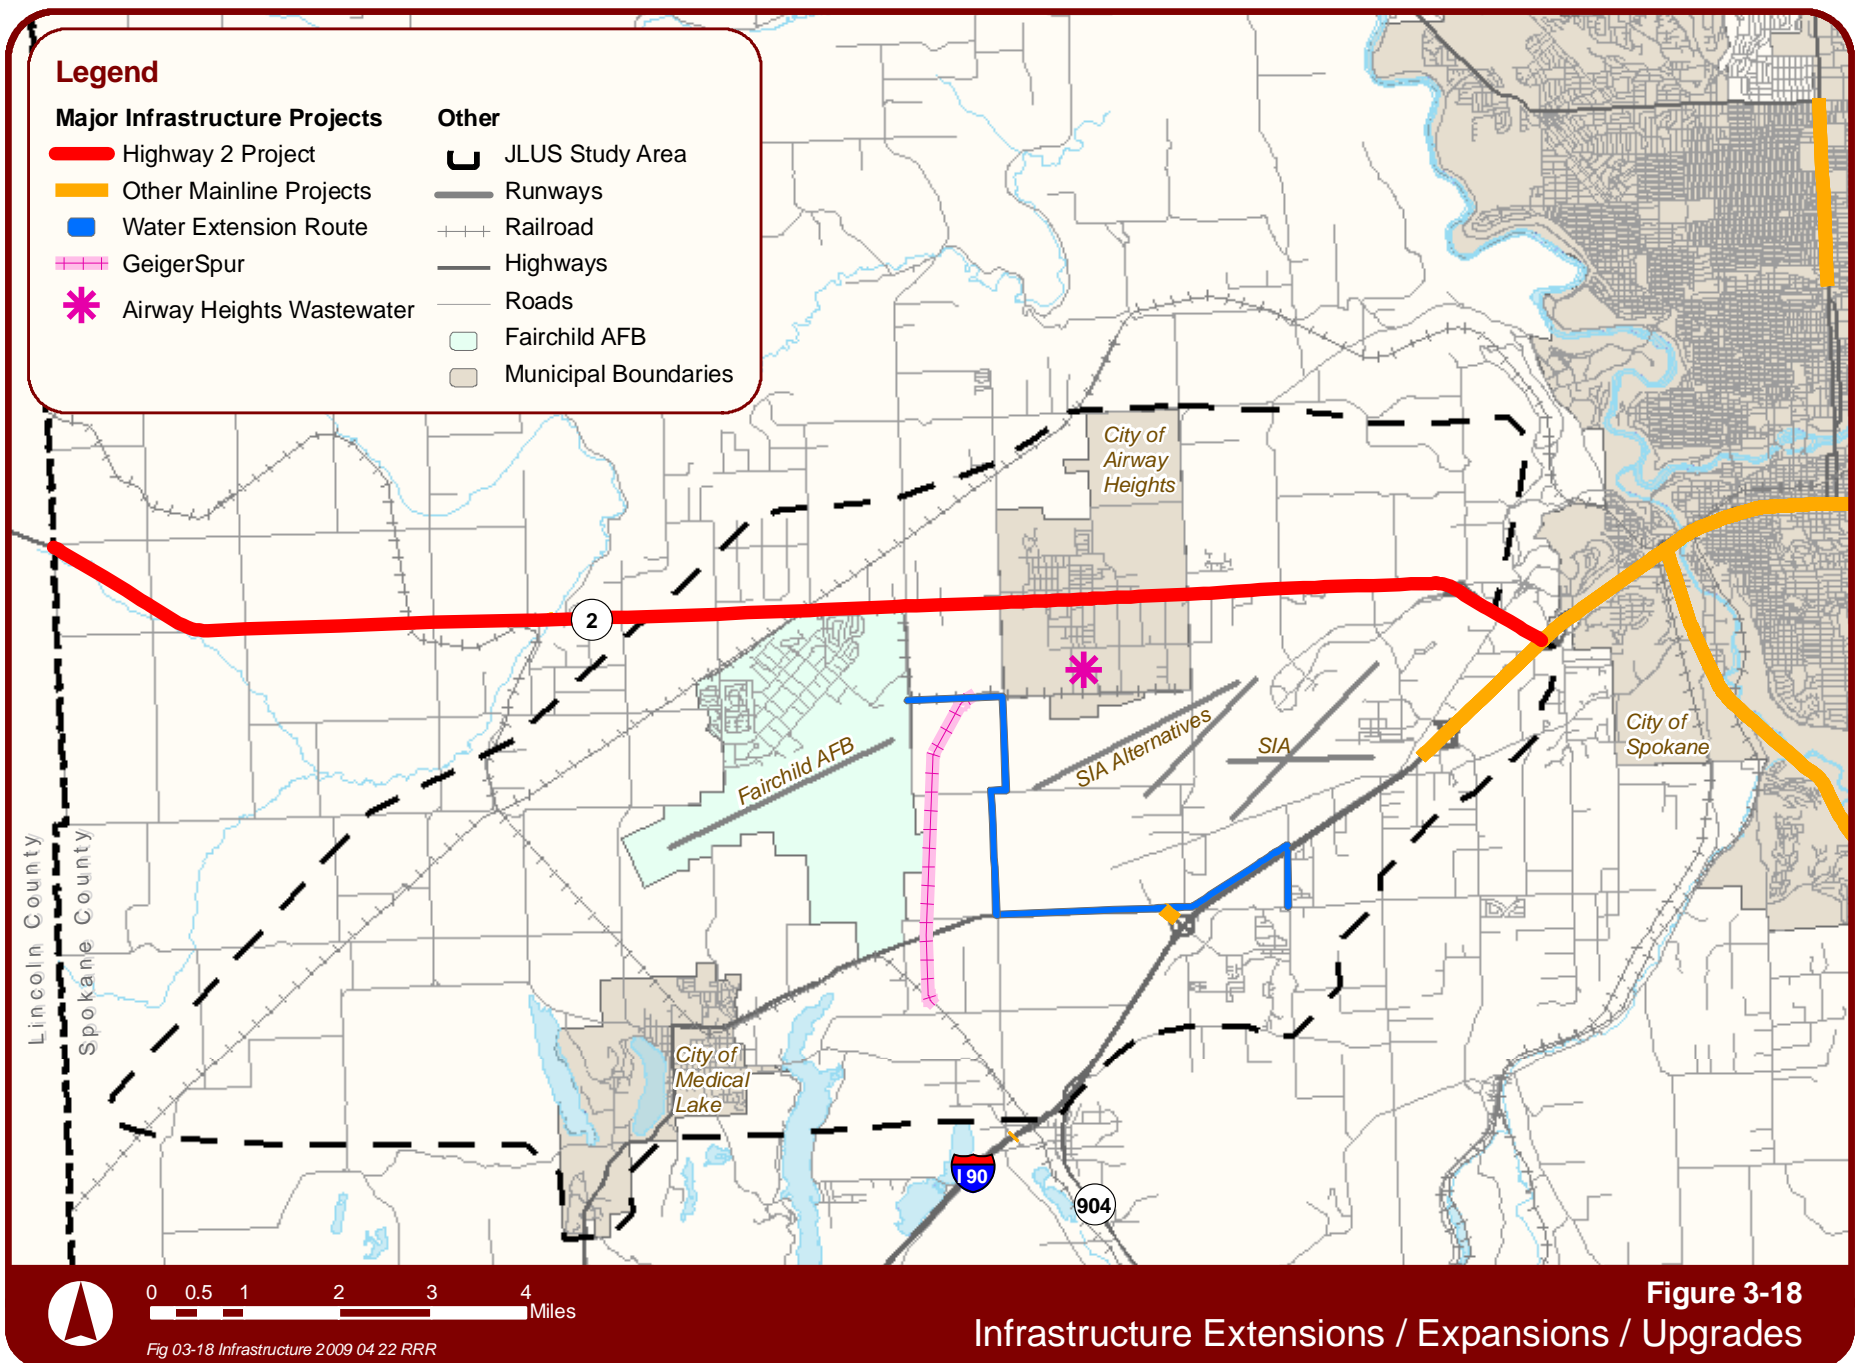 Legend
Major Infrastructure Projects
Highway 2 Project
Other Mainline Projects
Water Extension Route
GeigerSpur
Airway Heights Wastewater
Other
JLUS Study Area
Runways
Railroad
Highways
Roads
Fairchild AFB
Municipal Boundaries
City of
Airway
Heights
2
Fairchild AFB
SIA Alternatives
SIA
City of
Spokane
Lincoln County
Spokane County
City of
Medical
Lake
I 90
904
0 0.5 1 2 3 4
Miles
Fig 03-18 Infrastructure 2009 04 22 RRR
Figure 3-18
Infrastructure Extensions / Expansions / Upgrades